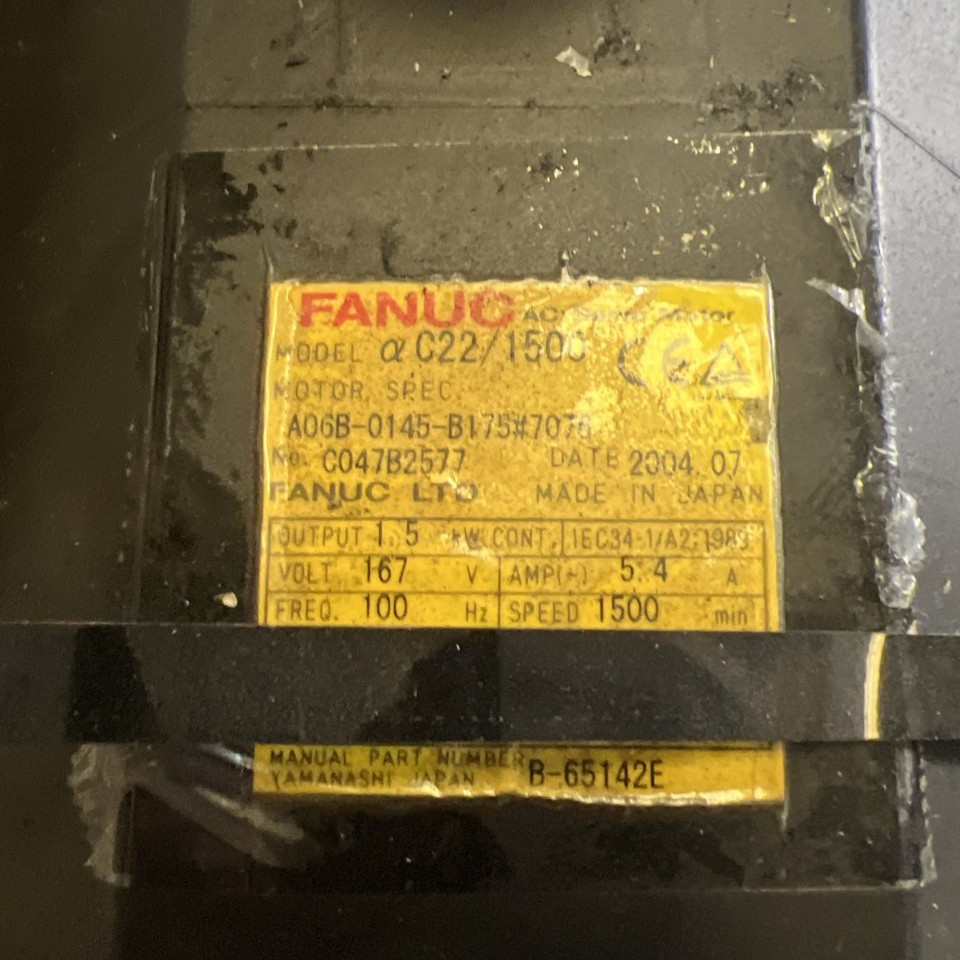 FANUC AC Servo Motor
MODEL α C22/1500
MOTOR SPEC.
A06B-0145-B175#7076
No. C047B2577 DATE 2004.07
FANUC LTD MADE IN JAPAN
OUTPUT 1.5 kW CONT. IEC34-1/A2:1989
VOLT 167 V AMP(~) 5.4 A
FREQ. 100 Hz SPEED 1500 min
MANUAL PART NUMBER
YAMANASHI JAPAN B-65142E